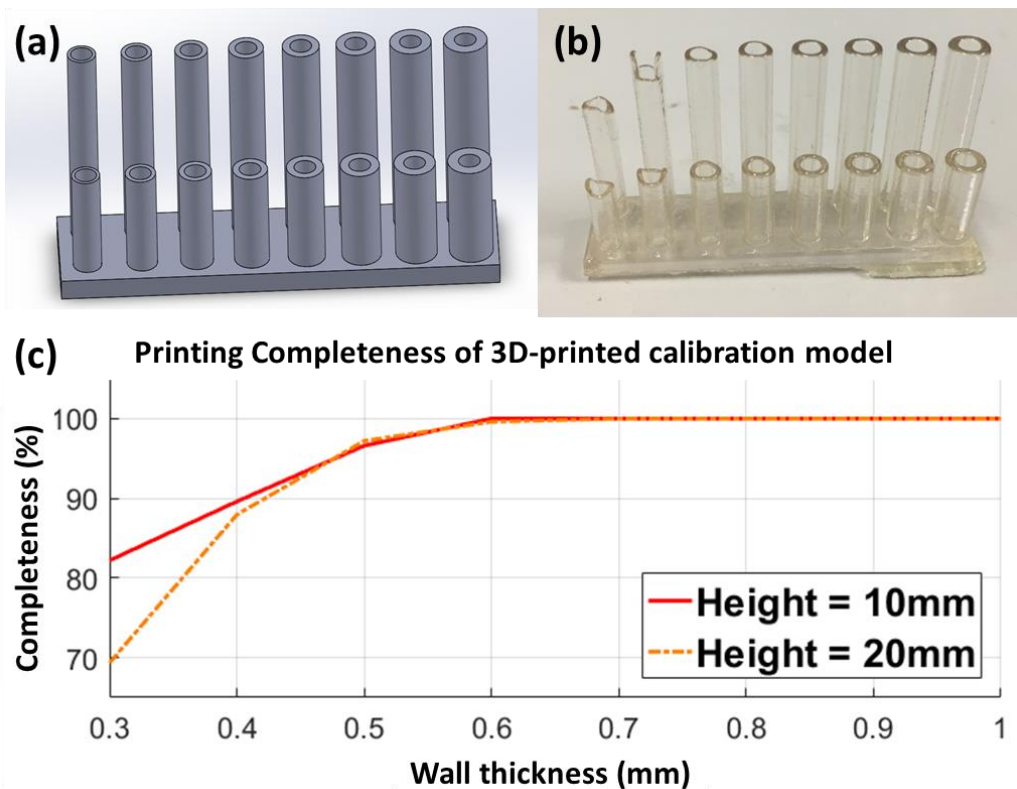 (a)
(b)
(c) Printing Completeness of 3D-printed calibration model
Completeness (%)
100
90
80
70
Height = 10mm
Height = 20mm
0.3 0.4 0.5 0.6 0.7 0.8 0.9 1
Wall thickness (mm)